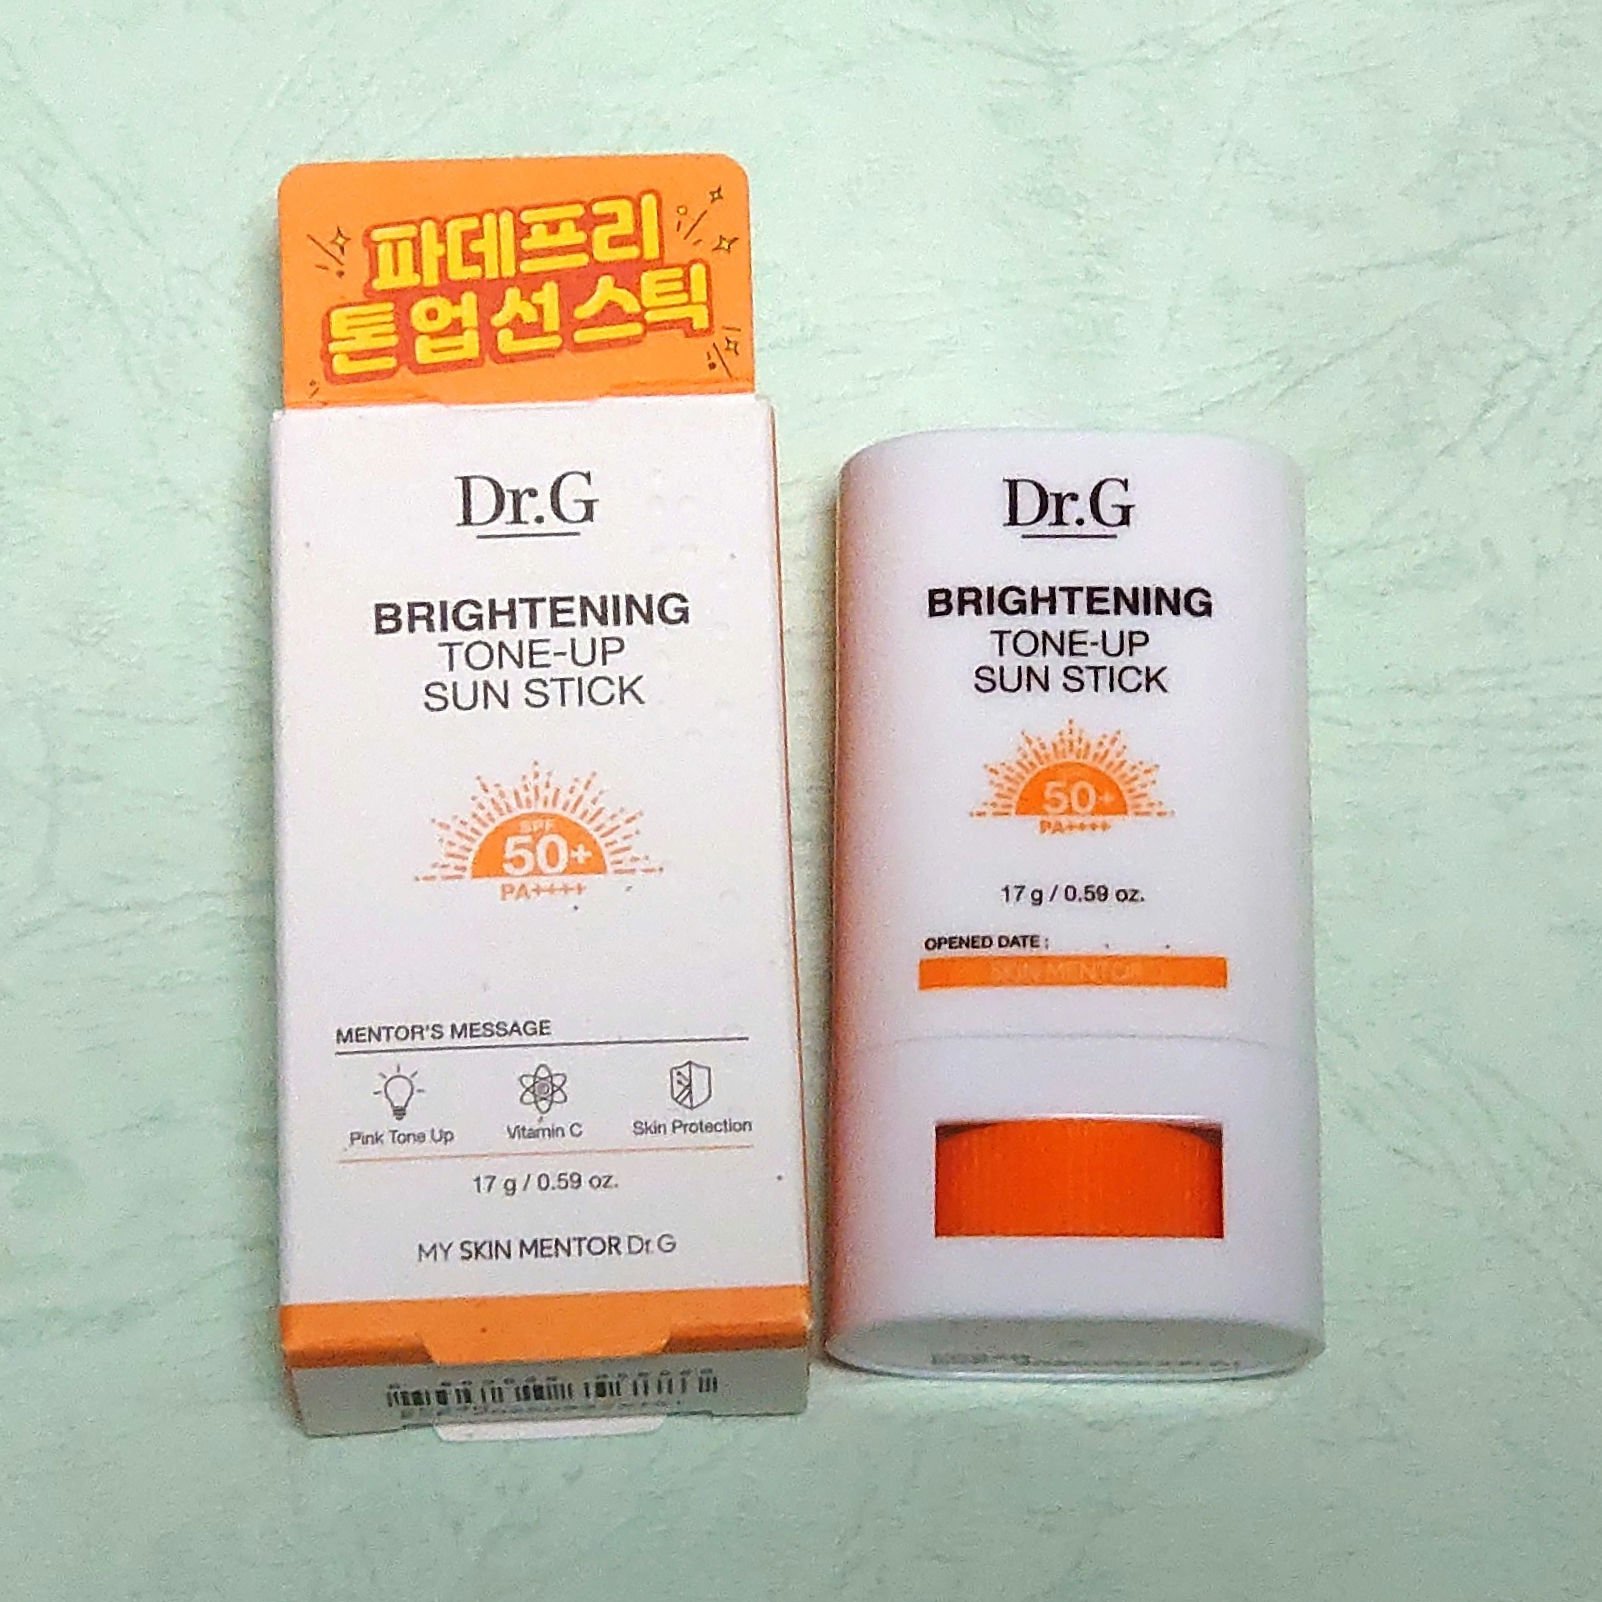 파데프리
톤업 선 스틱
Dr.G
BRIGHTENING
TONE-UP
SUN STICK
SPF
50+
PA++++
MENTOR'S MESSAGE
Pink Tone Up
Vitamin C
Skin Protection
17 g / 0.59 oz.
MY SKIN MENTOR Dr.G
Dr.G
BRIGHTENING
TONE-UP
SUN STICK
50+
PA++++
17 g / 0.59 oz.
OPENED DATE :
SKIN MENTOR